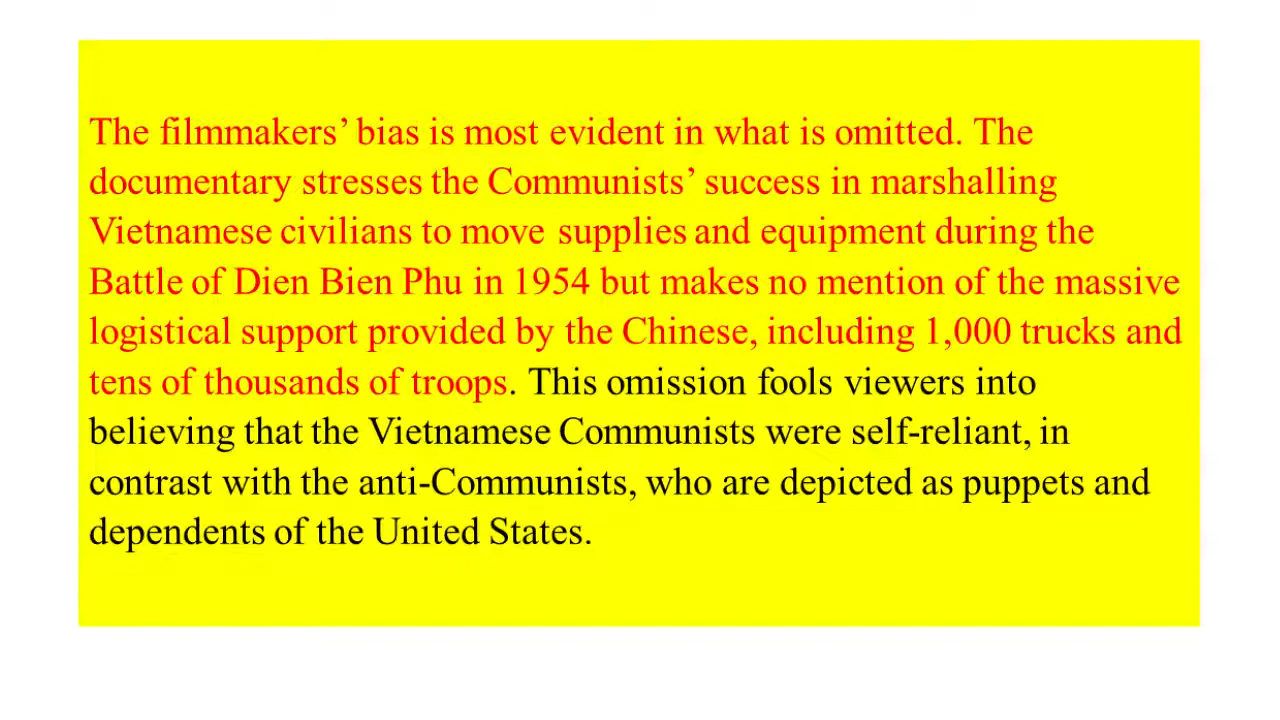 The filmmakers’ bias is most evident in what is omitted. The
documentary stresses the Communists’ success in marshalling
Vietnamese civilians to move supplies and equipment during the
Battle of Dien Bien Phu in 1954 but makes no mention of the massive
logistical support provided by the Chinese, including 1,000 trucks and
tens of thousands of troops. This omission fools viewers into
believing that the Vietnamese Communists were self-reliant, in
contrast with the anti-Communists, who are depicted as puppets and
dependents of the United States.